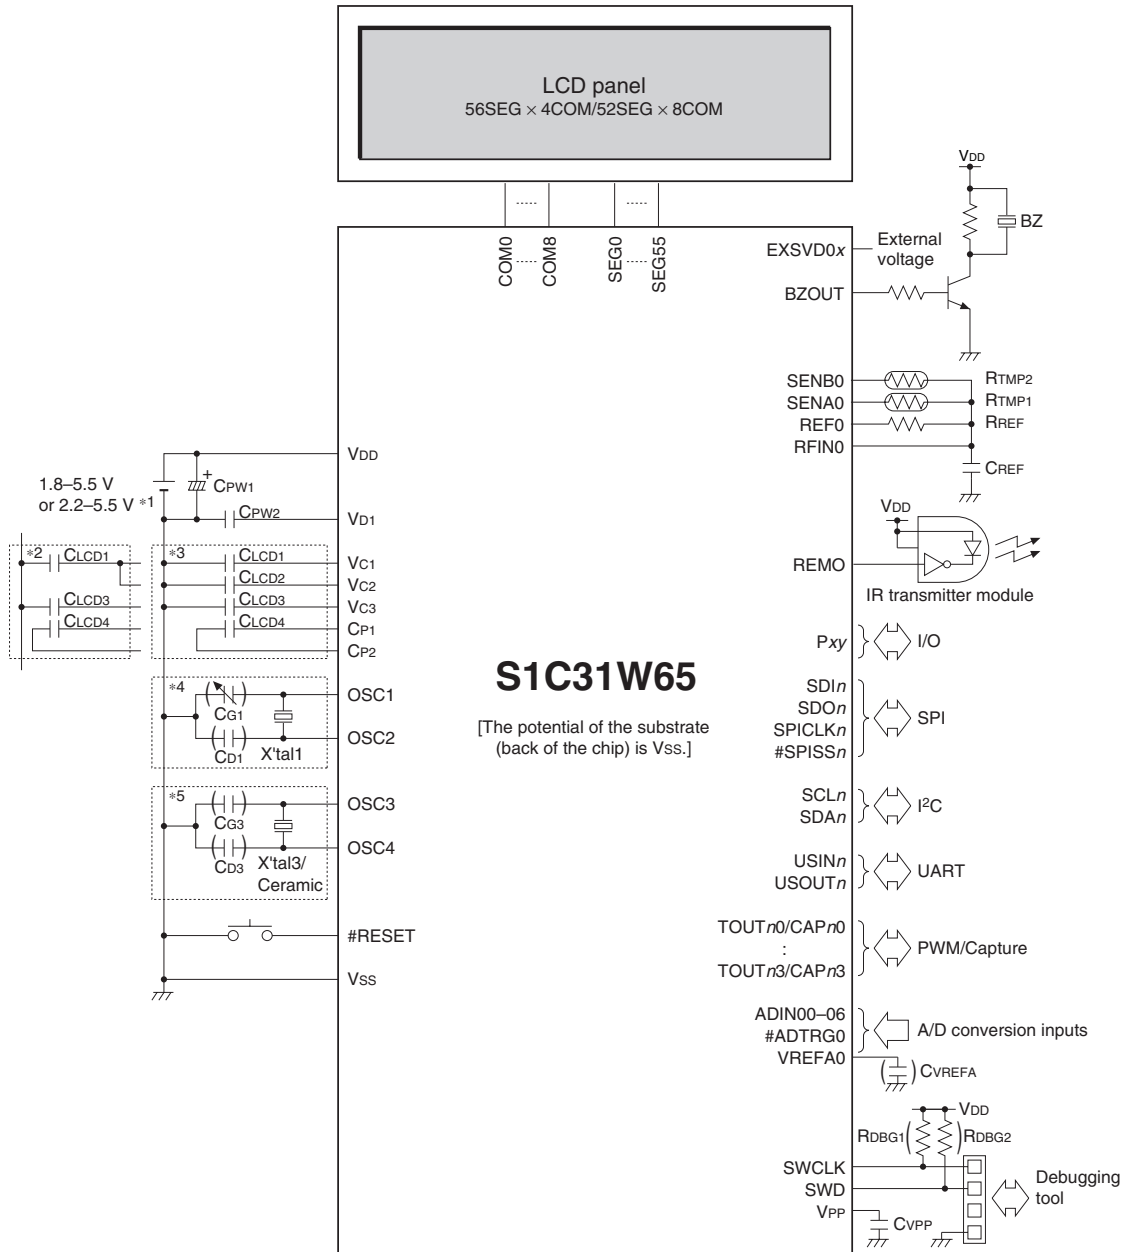 LCD panel
56SEG × 4COM/52SEG × 8COM
COM0
COM8
SEG0
SEG55
VDD
BZ
EXSVD0x
External
voltage
BZOUT
SENB0
RTMP2
SENA0
RTMP1
REF0
RREF
RFIN0
CREF
VDD
1.8–5.5 V
or 2.2–5.5 V *1
+
CPW1
CPW2
VD1
VDD
REMO
IR transmitter module
*2
CLCD1
CLCD3
CLCD4
*3
CLCD1
VC1
CLCD2
VC2
CLCD3
VC3
CLCD4
CP1
CP2
Pxy
I/O
S1C31W65
[The potential of the substrate
(back of the chip) is VSS.]
*4
CG1
OSC1
CD1
X'tal1
OSC2
SDIn
SDOn
SPICLKn
#SPISSn
SPI
*5
CG3
OSC3
CD3
X'tal3/
Ceramic
OSC4
SCLn
SDAn
I2C
USINn
USOUTn
UART
#RESET
VSS
TOUTn0/CAPn0
:
TOUTn3/CAPn3
PWM/Capture
ADIN00–06
#ADTRG0
A/D conversion inputs
VREFA0
CVREFA
VDD
RDBG1
RDBG2
SWCLK
SWD
VPP
CVPP
Debugging
tool